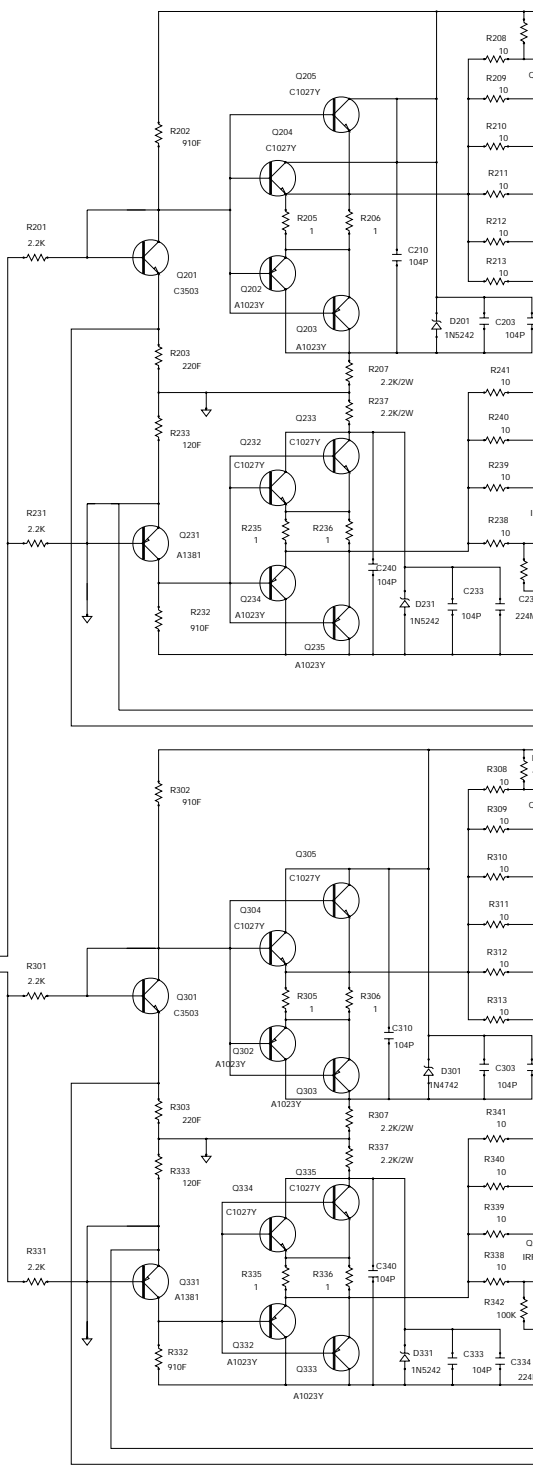 R208
10
R209
10
R210
10
R211
10
R212
10
R213
10
Q205
C1027Y
R202
910F
Q204
C1027Y
R201
2.2K
R205
1
R206
1
C210
104P
Q201
C3503
Q202
A1023Y
Q203
A1023Y
D201
1N5242
C203
104P
R203
220F
R207
2.2K/2W
R237
2.2K/2W
R241
10
R240
10
R239
10
R238
10
R233
120F
Q232
C1027Y
Q233
C1027Y
R231
2.2K
Q231
A1381
R235
1
R236
1
C240
104P
Q234
A1023Y
R232
910F
Q235
A1023Y
D231
1N5242
C233
104P
R302
910F
R308
10
R309
10
R310
10
R311
10
R312
10
R313
10
Q305
C1027Y
Q304
C1027Y
R301
2.2K
Q301
C3503
R305
1
R306
1
C310
104P
Q302
A1023Y
Q303
A1023Y
D301
1N4742
C303
104P
R303
220F
R307
2.2K/2W
R337
2.2K/2W
R341
10
R340
10
R339
10
R338
10
R333
120F
Q334
C1027Y
Q335
C1027Y
R331
2.2K
Q331
A1381
R335
1
R336
1
C340
104P
R342
100K
R332
910F
Q332
A1023Y
Q333
A1023Y
D331
1N5242
C333
104P
C334